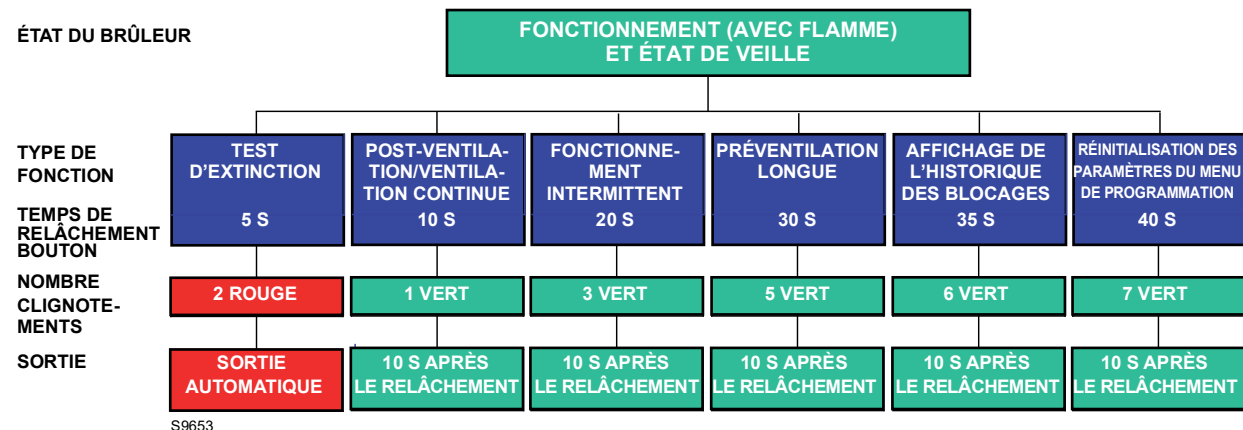 ÉTAT DU BRÛLEUR
FONCTIONNEMENT (AVEC FLAMME)
ET ÉTAT DE VEILLE
TYPE DE
FONCTION
TEST
D'EXTINCTION
POST-VENTILA-
TION/VENTILA-
TION CONTINUE
FONCTIONNE-
MENT
INTERMITTENT
PRÉVENTILATION
LONGUE
AFFICHAGE DE
L'HISTORIQUE
DES BLOCAGES
RÉINITIALISATION DES
PARAMÈTRES DU MENU
DE PROGRAMMATION
TEMPS DE
RELÂCHEMENT
BOUTON
5 S
10 S
20 S
30 S
35 S
40 S
NOMBRE
CLIGNOTE-
MENTS
2 ROUGE
1 VERT
3 VERT
5 VERT
6 VERT
7 VERT
SORTIE
SORTIE
AUTOMATIQUE
10 S APRÈS
LE RELÂCHEMENT
10 S APRÈS
LE RELÂCHEMENT
10 S APRÈS
LE RELÂCHEMENT
10 S APRÈS
LE RELÂCHEMENT
10 S APRÈS
LE RELÂCHEMENT
S9653